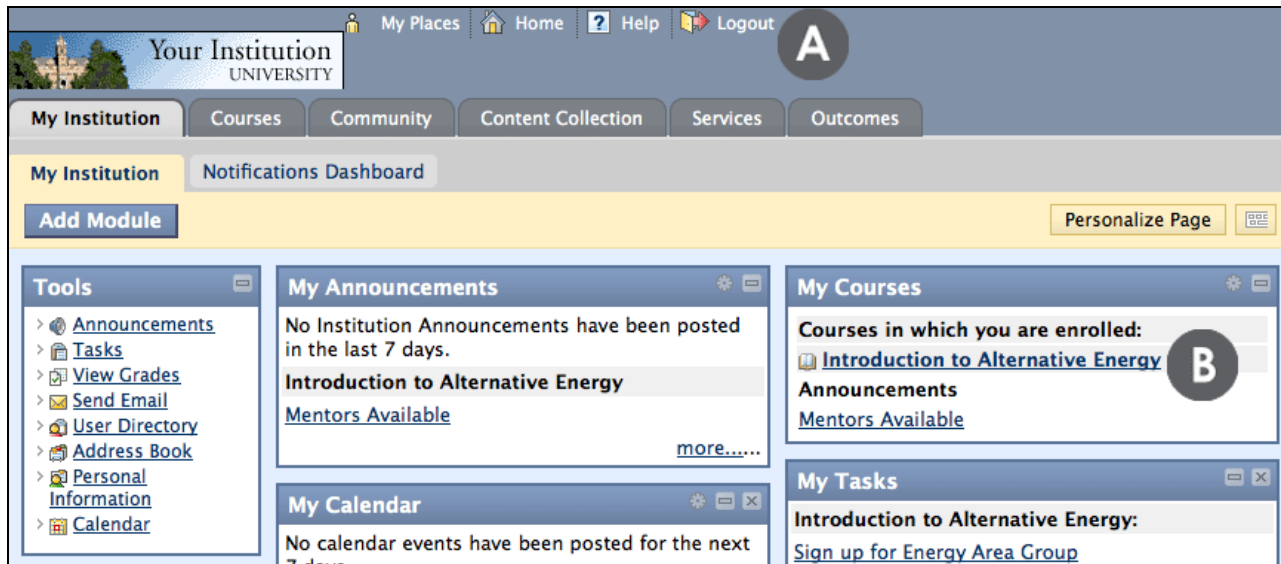 My Places Home ? Help Logout
A
Your Institution
UNIVERSITY
My Institution Courses Community Content Collection Services Outcomes
My Institution Notifications Dashboard
Add Module
Personalize Page
Tools
Announcements
Tasks
View Grades
Send Email
User Directory
Address Book
Personal
Information
Calendar
My Announcements
No Institution Announcements have been posted
in the last 7 days.
Introduction to Alternative Energy
Mentors Available
more......
My Calendar
No calendar events have been posted for the next
7 days.
My Courses
Courses in which you are enrolled:
Introduction to Alternative Energy
B
Announcements
Mentors Available
My Tasks
Introduction to Alternative Energy:
Sign up for Energy Area Group